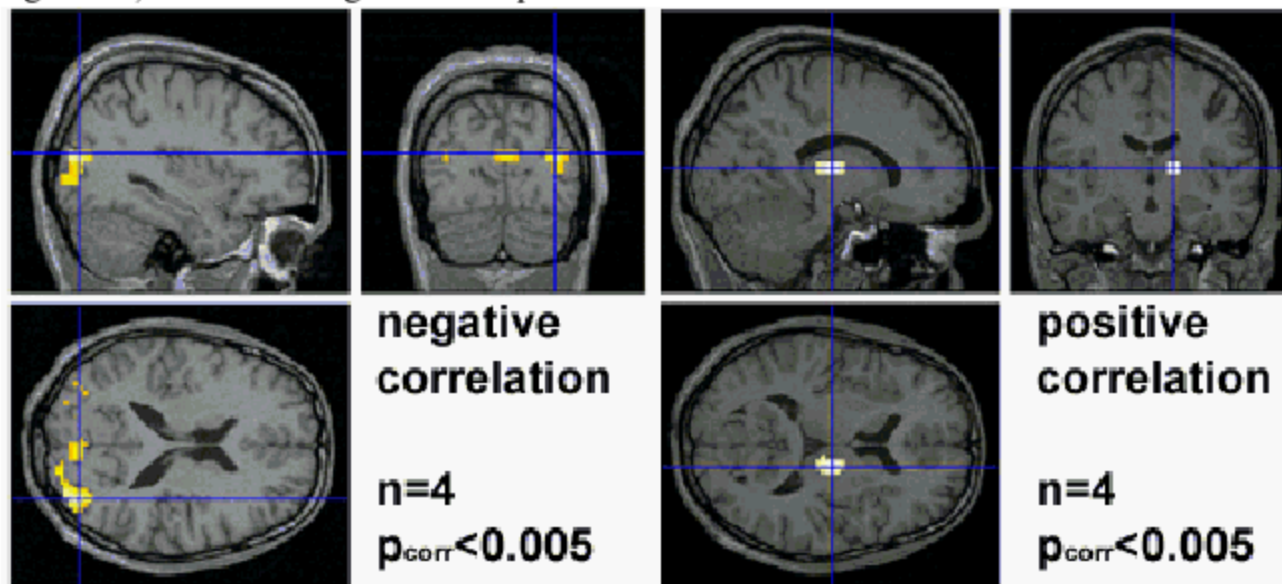 negative
correlation
n=4
pcorr<0.005
positive
correlation
n=4
pcorr<0.005